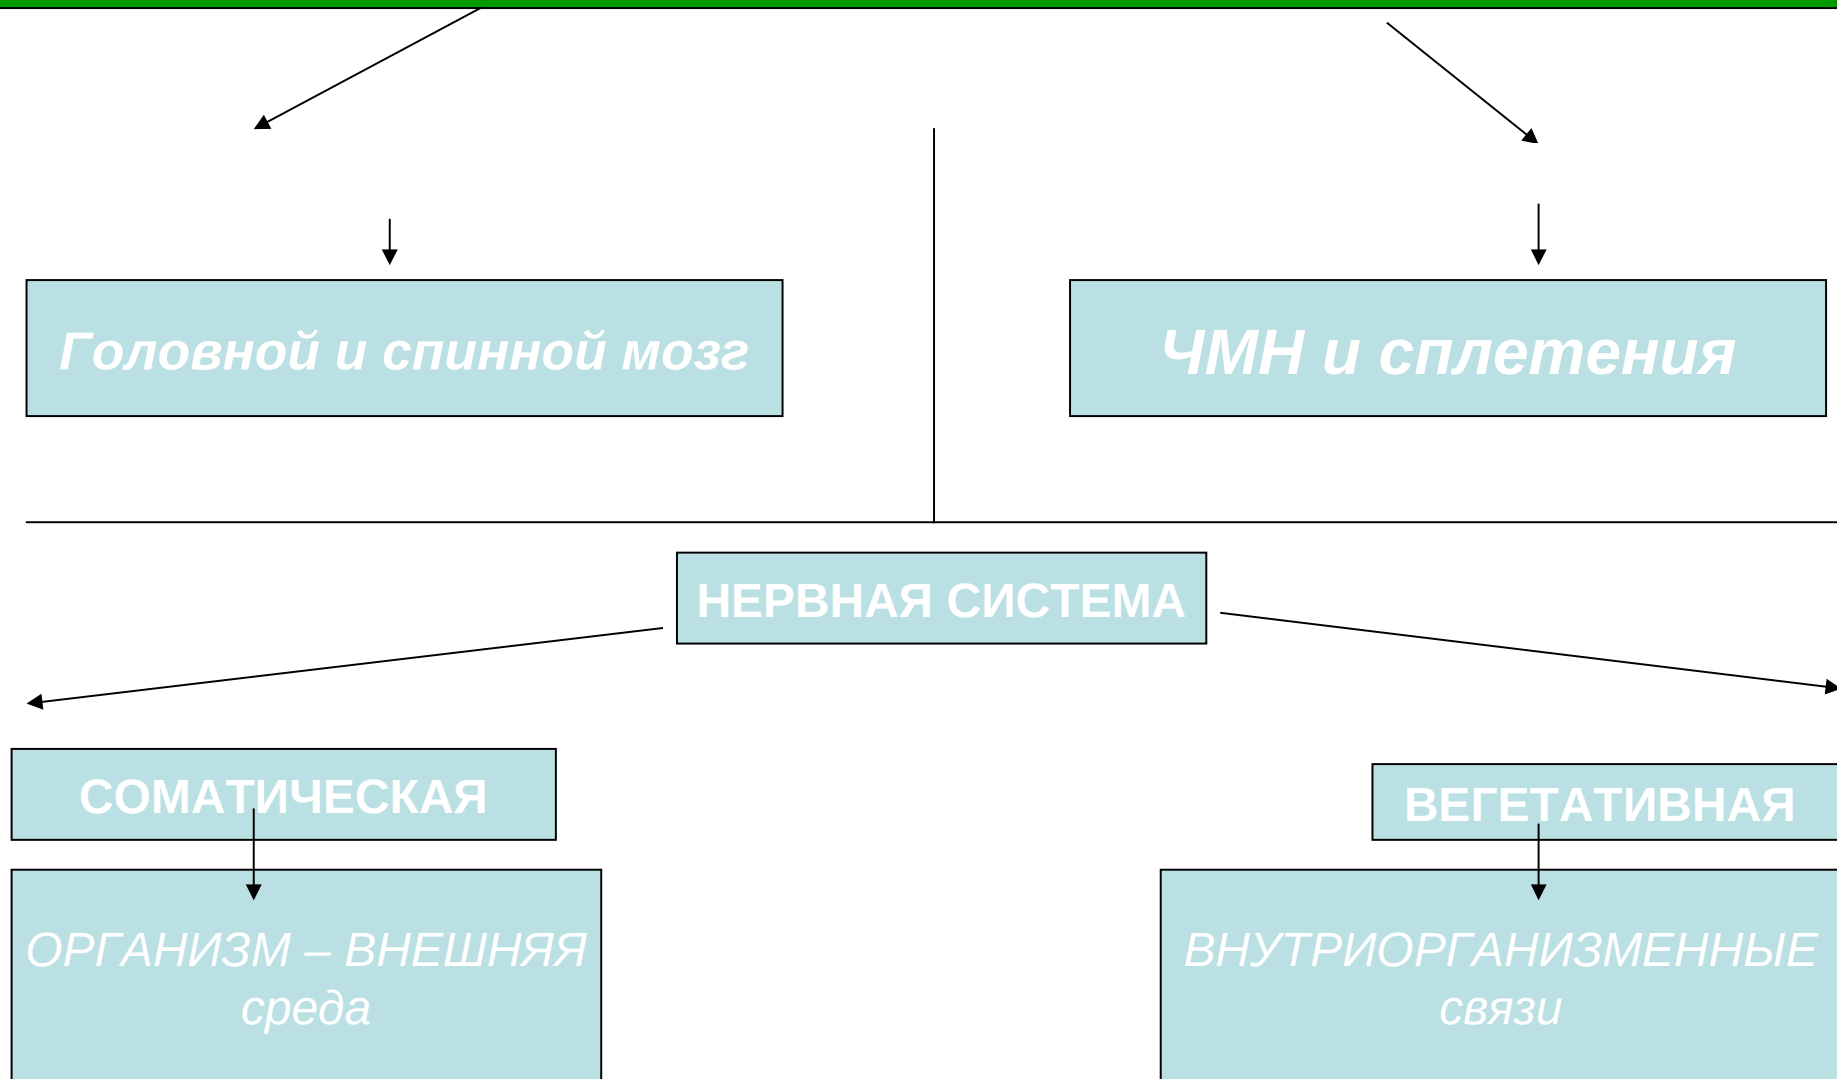 Головной и спинной мозг
ЧМН и сплетения
НЕРВНАЯ СИСТЕМА
СОМАТИЧЕСКАЯ
ВЕГЕТАТИВНАЯ
ОРГАНИЗМ – ВНЕШНЯЯ
среда
ВНУТРИОРГАНИЗМЕННЫЕ
связи